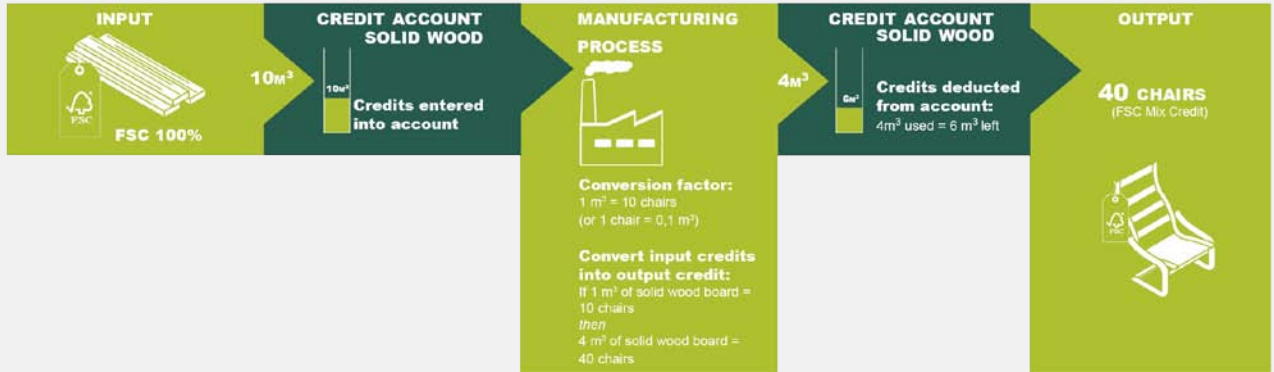 INPUT
FSC
FSC 100%
10M³
CREDIT ACCOUNT
SOLID WOOD
10M³
Credits entered
into account
MANUFACTURING
PROCESS
Conversion factor:
1 m³ = 10 chairs
(or 1 chair = 0,1 m³)
Convert input credits
into output credit:
If 1 m³ of solid wood board =
10 chairs
then
4 m³ of solid wood board =
40 chairs
4M³
CREDIT ACCOUNT
SOLID WOOD
6M³
Credits deducted
from account:
4m³ used = 6 m³ left
OUTPUT
40 CHAIRS
(FSC Mix Credit)
FSC